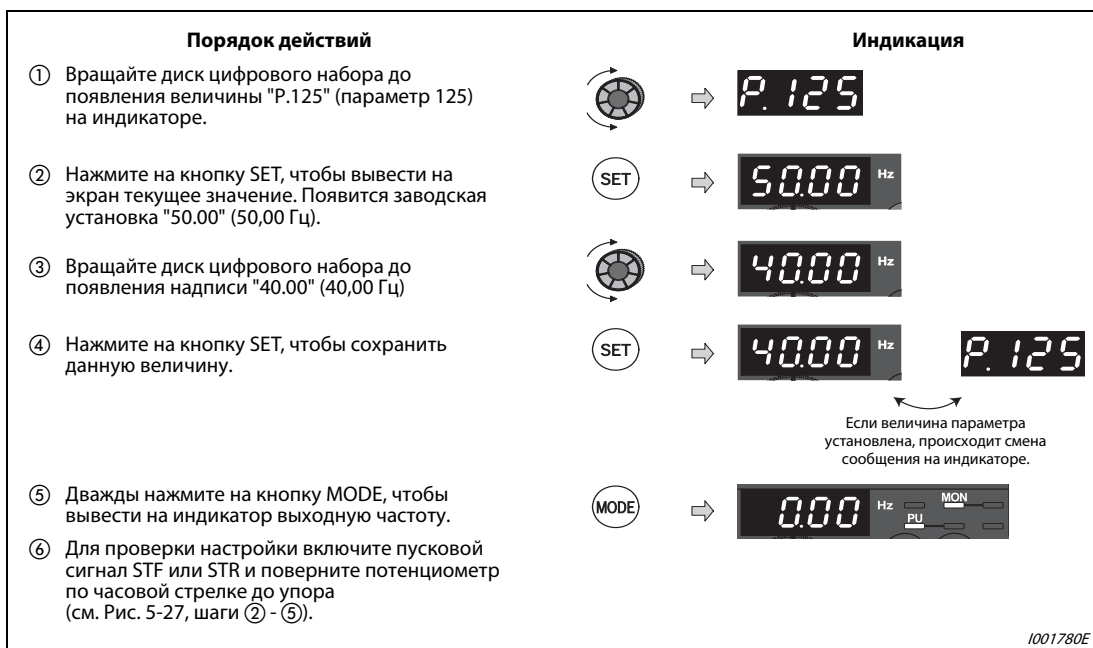 Порядок действий
Индикация
① Вращайте диск цифрового набора до
появления величины "P.125" (параметр 125)
на индикаторе.
P. 125
② Нажмите на кнопку SET, чтобы вывести на
экран текущее значение. Появится заводская
установка "50.00" (50,00 Гц).
SET
50.00 Hz
③ Вращайте диск цифрового набора до
появления надписи "40.00" (40,00 Гц)
40.00 Hz
④ Нажмите на кнопку SET, чтобы сохранить
данную величину.
SET
40.00 Hz
P. 125
Если величина параметра
установлена, происходит смена
сообщения на индикаторе.
⑤ Дважды нажмите на кнопку MODE, чтобы
вывести на индикатор выходную частоту.
MODE
0.00 Hz MON
PU
⑥ Для проверки настройки включите пусковой
сигнал STF или STR и поверните потенциометр
по часовой стрелке до упора
(см. Рис. 5-27, шаги ② - ⑤).
I001780E